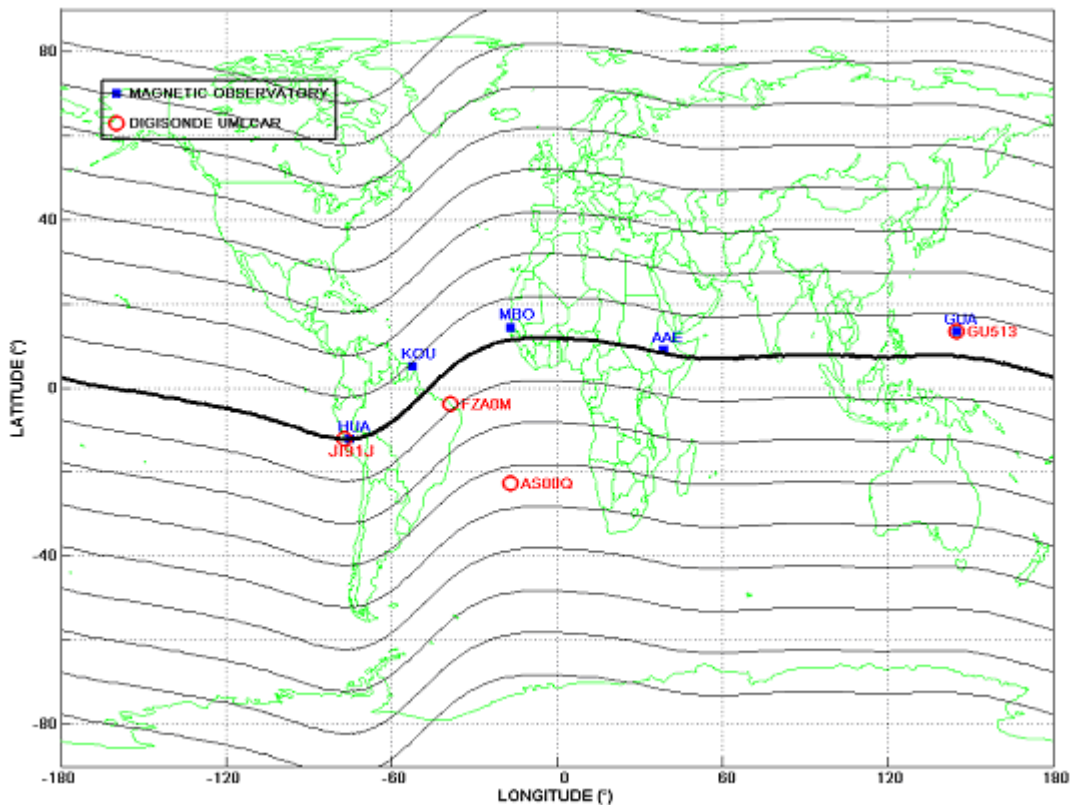 80
MAGNETIC OBSERVATORY
DIGISONDE UMLCAR
40
MBO
GUA
GU513
KOU
AAE
0
FZA0M
HUA
J191J
AS00Q
-40
-80
-180
-120
-60
0
60
120
180
LATITUDE (°)
LONGITUDE (°)